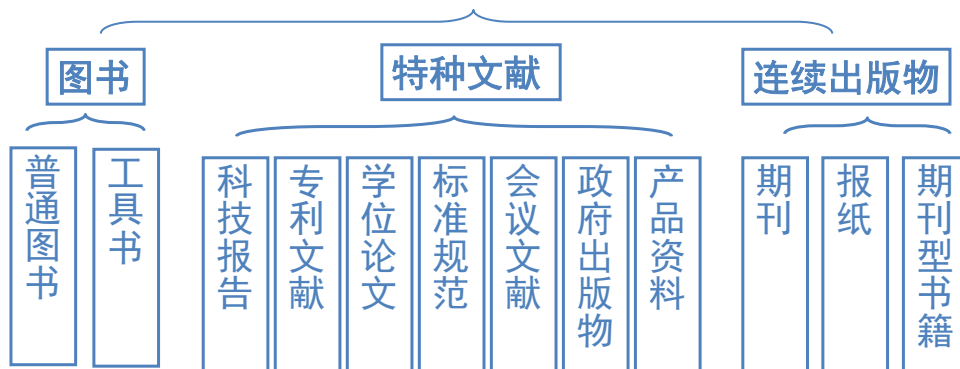 图书
特种文献
连续出版物
普通图书
工具书
科技报告
专利文献
学位论文
标准规范
会议文献
政府出版物
产品资料
期刊
报纸
期刊型书籍